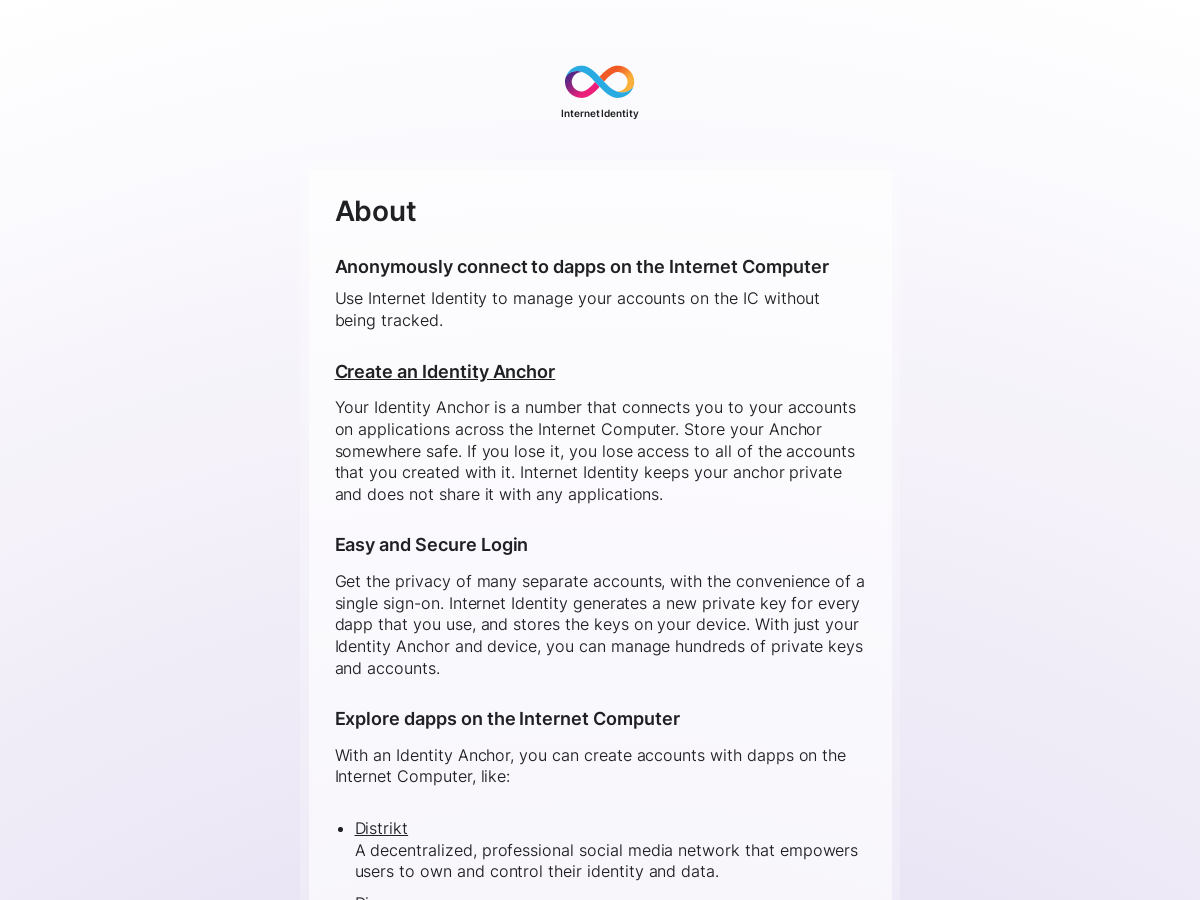 Internet Identity
About
Anonymously connect to dapps on the Internet Computer
Use Internet Identity to manage your accounts on the IC without
being tracked.
Create an Identity Anchor
Your Identity Anchor is a number that connects you to your accounts
on applications across the Internet Computer. Store your Anchor
somewhere safe. If you lose it, you lose access to all of the accounts
that you created with it. Internet Identity keeps your anchor private
and does not share it with any applications.
Easy and Secure Login
Get the privacy of many separate accounts, with the convenience of a
single sign-on. Internet Identity generates a new private key for every
dapp that you use, and stores the keys on your device. With just your
Identity Anchor and device, you can manage hundreds of private keys
and accounts.
Explore dapps on the Internet Computer
With an Identity Anchor, you can create accounts with dapps on the
Internet Computer, like:
• Distrikt
A decentralized, professional social media network that empowers
users to own and control their identity and data.